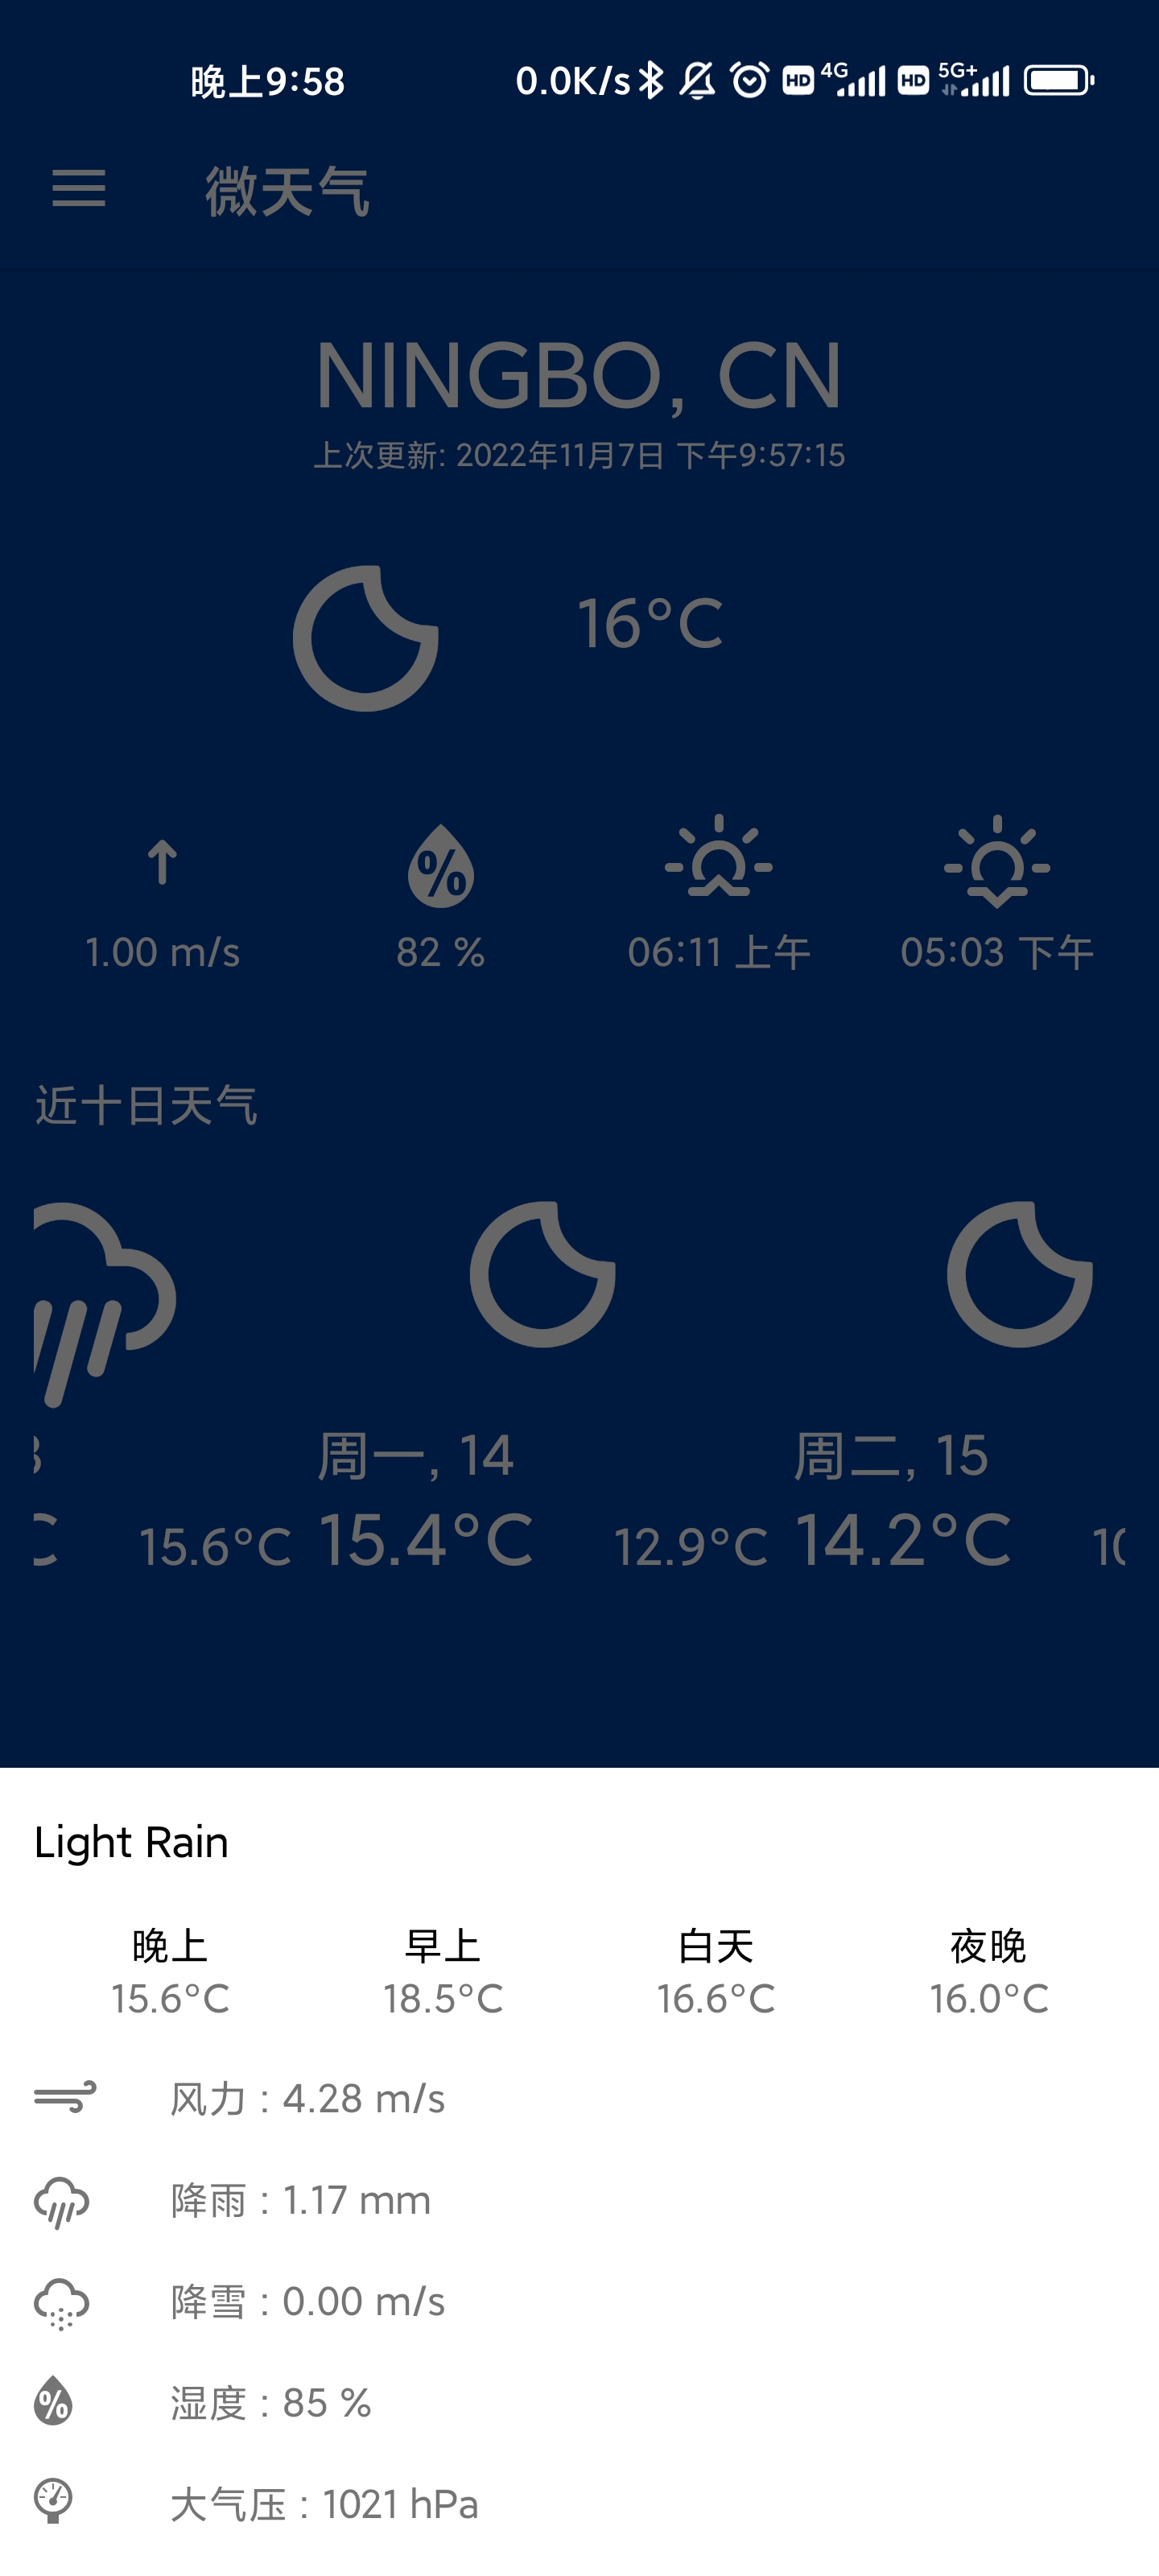 晚上9:58 0.0K/s HD 4G HD 5G+
微天气
NINGBO, CN
上次更新: 2022年11月7日 下午9:57:15
16°C
%
1.00 m/s 82 % 06:11 上午 05:03 下午
近十日天气
周一, 14 周二, 15
15.6°C 15.4°C 12.9°C 14.2°C
Light Rain
晚上 早上 白天 夜晚
15.6°C 18.5°C 16.6°C 16.0°C
风力 : 4.28 m/s
降雨 : 1.17 mm
降雪 : 0.00 m/s
% 湿度 : 85 %
大气压 : 1021 hPa